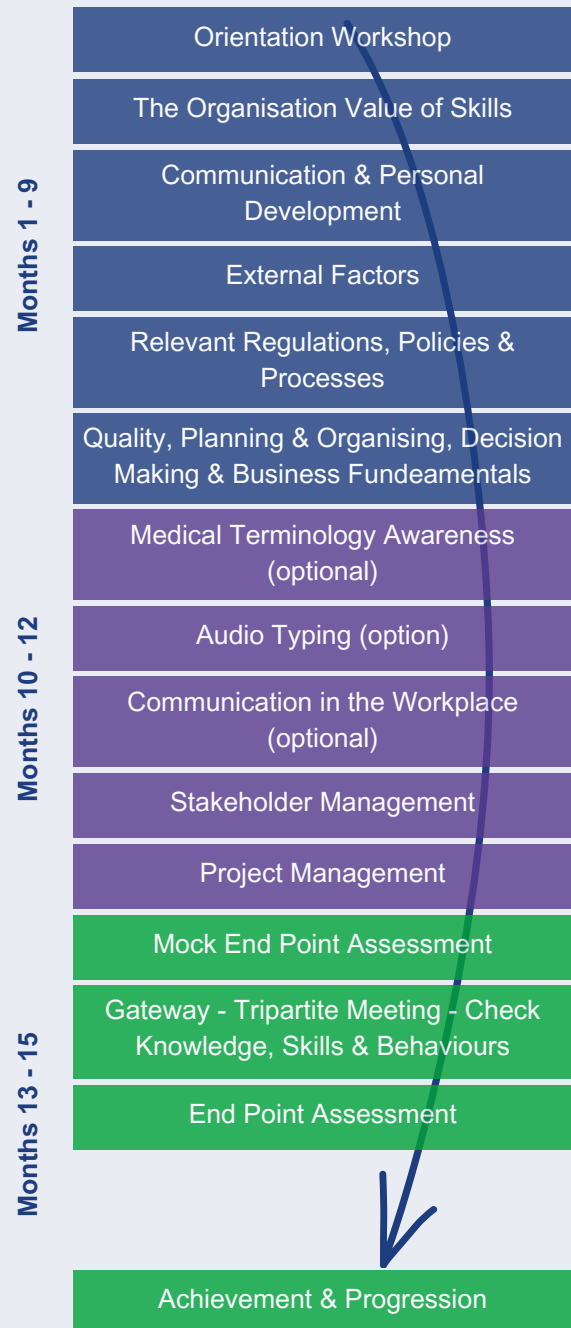 Orientation Workshop
The Organisation Value of Skills
Communication & Personal
Development
External Factors
Relevant Regulations, Policies &
Processes
Quality, Planning & Organising, Decision
Making & Business Fundeamentals
Months 1 - 9
Medical Terminology Awareness
(optional)
Audio Typing (option)
Communication in the Workplace
(optional)
Stakeholder Management
Project Management
Months 10 - 12
Mock End Point Assessment
Gateway - Tripartite Meeting - Check
Knowledge, Skills & Behaviours
End Point Assessment
Months 13 - 15
Achievement & Progression